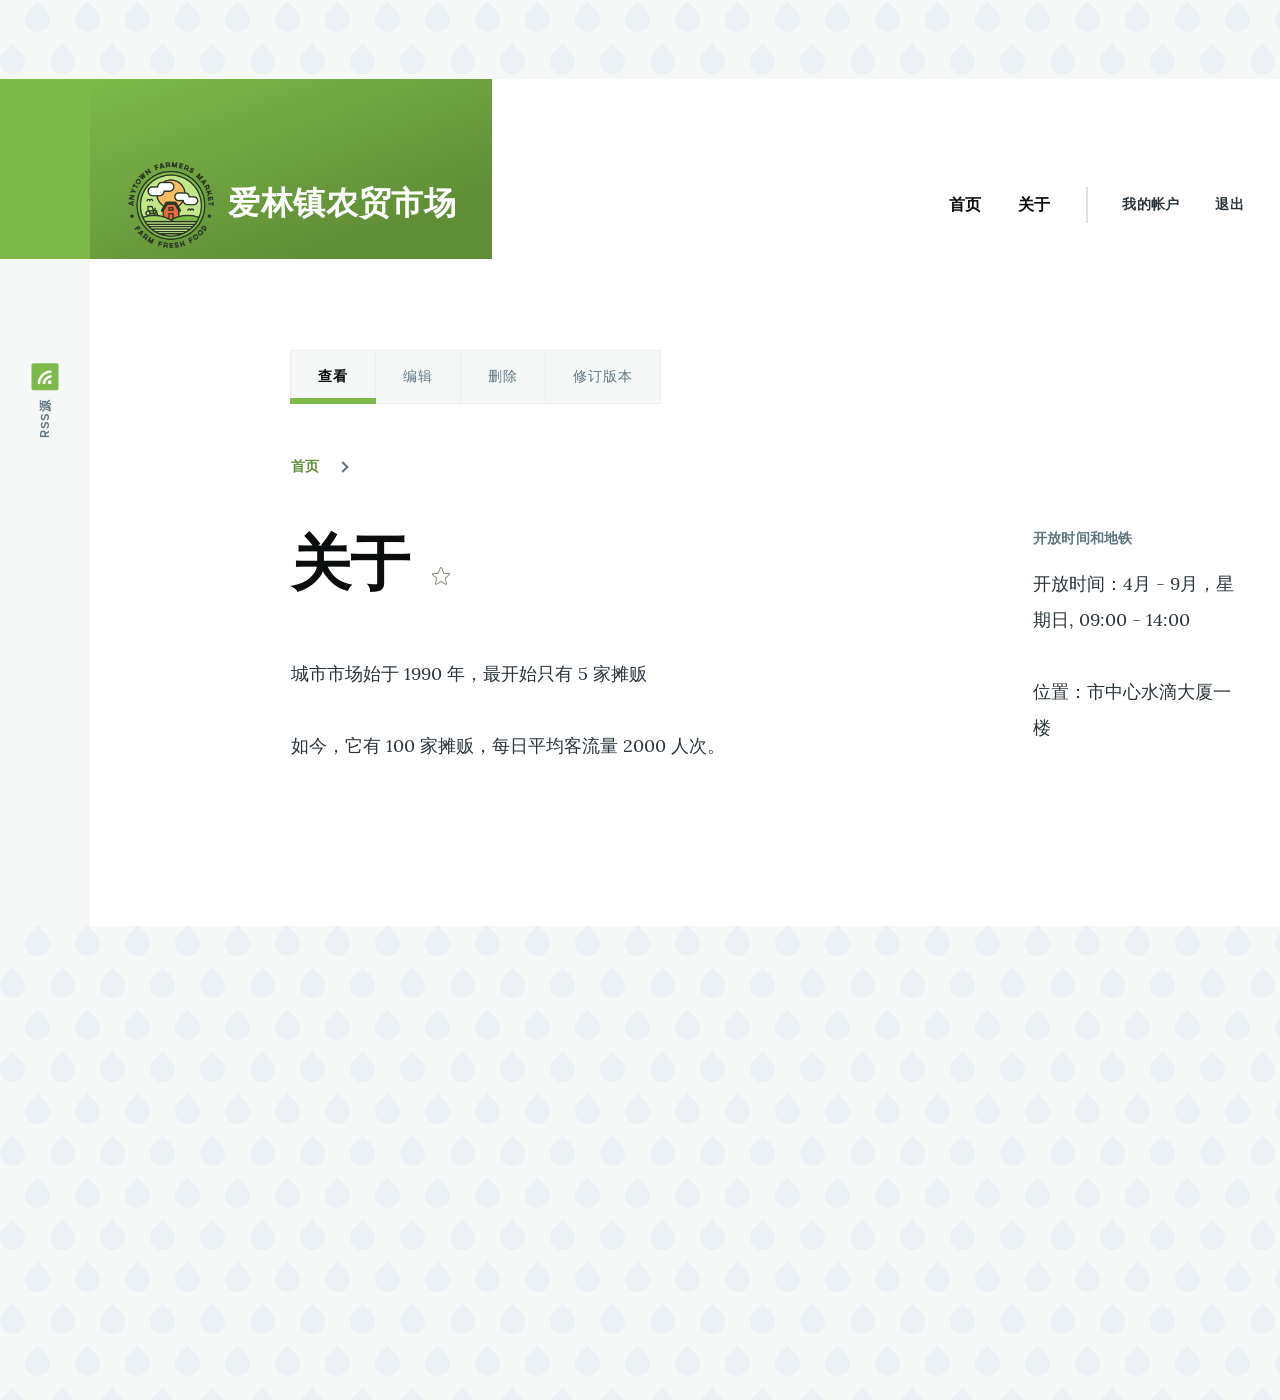 ANYTOWN FARMERS MARKET
FARM FRESH FOOD
爱林镇农贸市场
首页
关于
我的帐户
退出
RSS源
查看
编辑
删除
修订版本
首页
关于
城市市场始于 1990 年，最开始只有 5 家摊贩
如今，它有 100 家摊贩，每日平均客流量 2000 人次。
开放时间和地铁
开放时间：4月 - 9月，星
期日, 09:00 - 14:00
位置：市中心水滴大厦一
楼